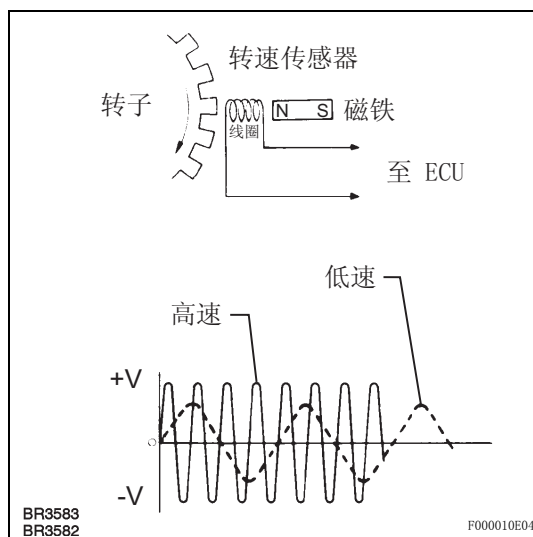 转速传感器
转子
N S 磁铁
线圈
至 ECU
低速
高速
+V
-V
BR3583
BR3582
F000010E04